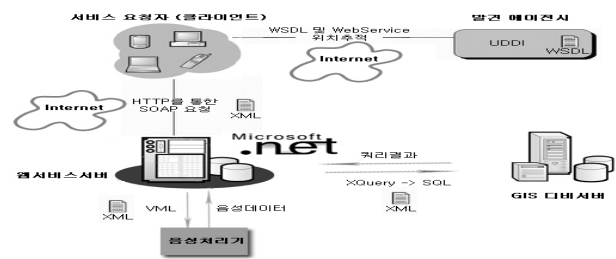 서비스 요청자 (클라이언트)
발견 에이전시
WSDL 및 WebService
위치추적
UDDI
WSDL
Internet
Internet
HTTP를 통한
SOAP 요청
XML
Microsoft
.net
웹서비스서버
쿼리결과
XQuery -> SQL
XML
GIS 디비서버
XML
VML
음성데이터
음성처리기